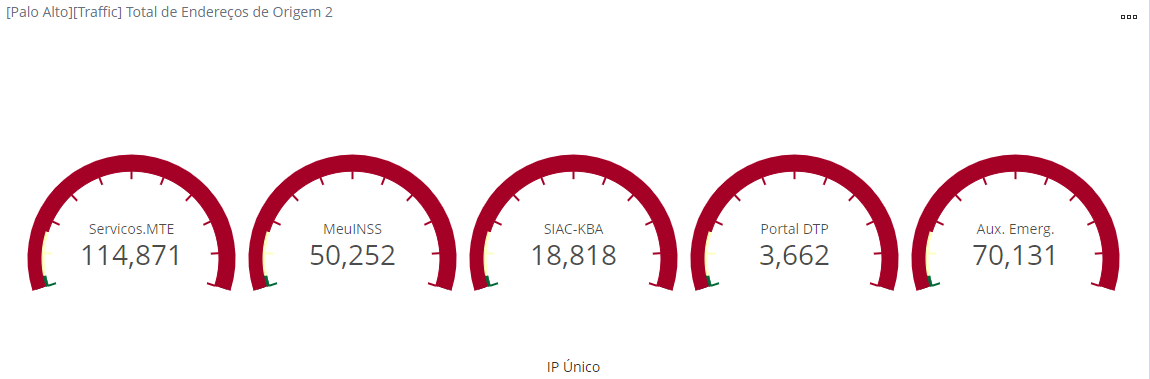 [Palo Alto][Traffic] Total de Endereços de Origem 2
Servicos.MTE
114,871
MeuINSS
50,252
SIAC-KBA
18,818
Portal DTP
3,662
Aux. Emerg.
70,131
IP Único